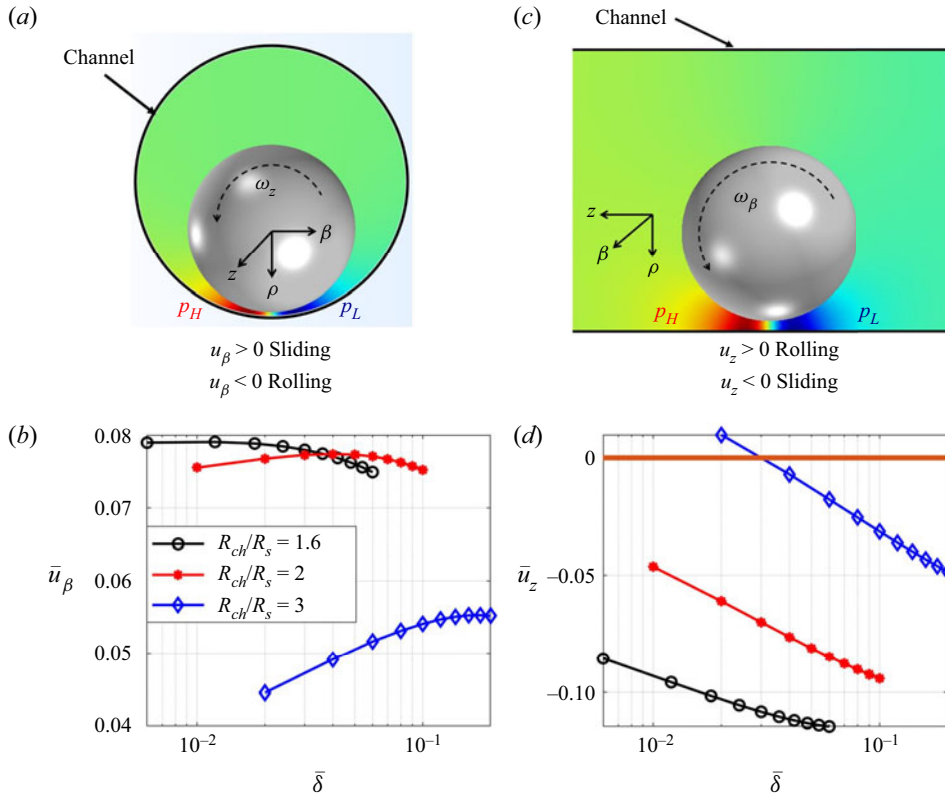 (a)
Channel
ω_z
β
z
ρ
p_H
p_L
u_β > 0 Sliding
u_β < 0 Rolling
(c)
Channel
ω_β
z
β
ρ
p_H
p_L
u_z > 0 Rolling
u_z < 0 Sliding
(b)
0.08
0.07
0.06
0.05
0.04
ū_β
R_ch/R_s = 1.6
R_ch/R_s = 2
R_ch/R_s = 3
10⁻²
10⁻¹
δ̄
(d)
0
−0.05
−0.10
ū_z
10⁻²
10⁻¹
δ̄